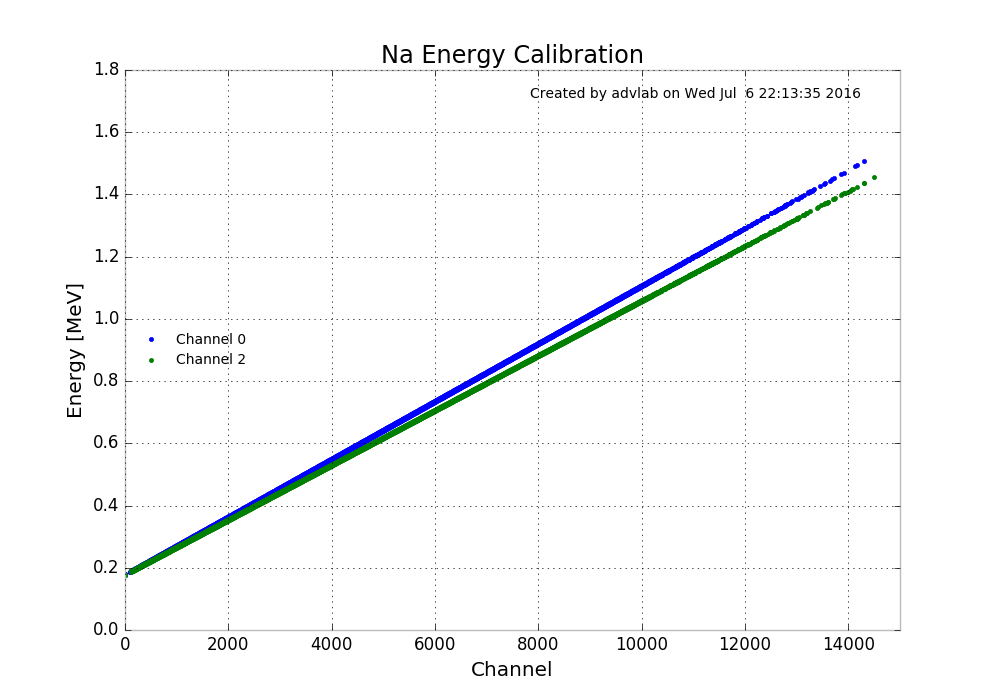 Na Energy Calibration
Created by advlab on Wed Jul  6 22:13:35 2016
1.8
1.6
1.4
1.2
1.0
0.8
0.6
0.4
0.2
0.0
Energy [MeV]
Channel 0
Channel 2
0 2000 4000 6000 8000 10000 12000 14000
Channel